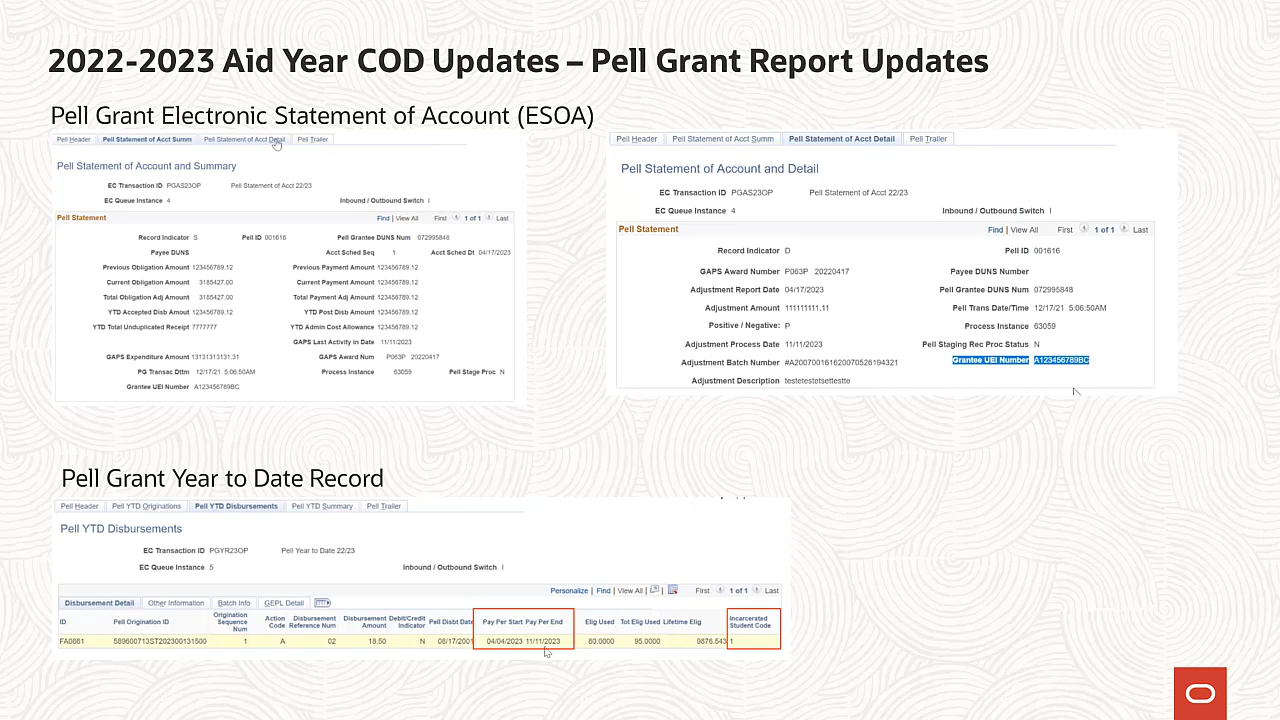 2022-2023 Aid Year COD Updates – Pell Grant Report Updates
Pell Grant Electronic Statement of Account (ESOA)
Pell Header Pell Statement of Acct Summ Pell Statement of Acct Detail Pell Trailer
Pell Statement of Account and Summary
EC Transaction ID PGAS23OP Pell Statement of Acct 22/23
EC Queue Instance 4 Inbound / Outbound Switch I
Pell Statement Find | View All First 1 of 1 Last
Record Indicator S Pell ID 001616 Pell Grantee DUNS Num 072995848
Payee DUNS Acct Sched Seq 1 Acct Sched Dt 04/17/2023
Previous Obligation Amount 123456789.12 Previous Payment Amount 123456789.12
Current Obligation Amount 3185427.00 Current Payment Amount 123456789.12
Total Obligation Adj Amount 3185427.00 Total Payment Adj Amount 123456789.12
YTD Accepted Disb Amount 123456789.12 YTD Post Disb Amount 123456789.12
YTD Total Unduplicated Receipt 7777777 YTD Admin Cost Allowance 123456789.12
GAPS Last Activity in Date 11/11/2023
GAPS Expenditure Amount 13131313131.31 GAPS Award Num P063P 20220417
PG Transac Dttm 12/17/21 5:06:50AM Process Instance 63059 Pell Stage Proc N
Grantee UEI Number A123456789BC
Pell Header Pell Statement of Acct Summ Pell Statement of Acct Detail Pell Trailer
Pell Statement of Account and Detail
EC Transaction ID PGAS23OP Pell Statement of Acct 22/23
EC Queue Instance 4 Inbound / Outbound Switch I
Pell Statement Find | View All First 1 of 1 Last
Record Indicator D Pell ID 001616
GAPS Award Number P063P 20220417 Payee DUNS Number
Adjustment Report Date 04/17/2023 Pell Grantee DUNS Num 072995848
Adjustment Amount 111111111.11 Pell Trans Date/Time 12/17/21 5:06:50AM
Positive / Negative: P Process Instance 63059
Adjustment Process Date 11/11/2023 Pell Staging Rec Proc Status N
Adjustment Batch Number #A200700161620070526194321 Grantee UEI Number A123456789BC
Adjustment Description testetestetsettestte
Pell Grant Year to Date Record
Pell Header Pell YTD Originations Pell YTD Disbursements Pell YTD Summary Pell Trailer
Pell YTD Disbursements
EC Transaction ID PGYR23OP Pell Year to Date 22/23
EC Queue Instance 5 Inbound / Outbound Switch I
Personalize | Find | View All | | First 1 of 1 Last
Disbursement Detail Other Information Batch Info GEPL Detail
ID Pell Origination ID Origination Sequence Num Action Code Disbursement Reference Num Disbursement Amount Debit/Credit Indicator Pell Disbt Date Pay Per Start Pay Per End Elig Used Tot Elig Used Lifetime Elig Incarcerated Student Code
FA0861 589600713ST202300131500 1 A 02 18.50 N 08/17/2001 04/04/2023 11/11/2023 80.0000 95.0000 9876.543 1